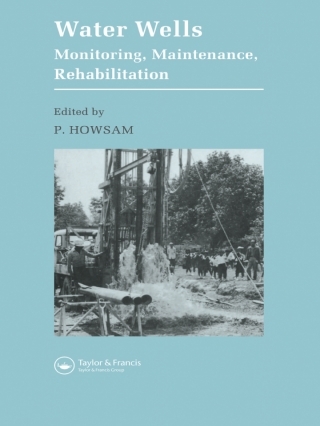 Water Wells
Monitoring, Maintenance,
Rehabilitation
Edited by
P. HOWSAM
Taylor & Francis
Taylor & Francis Group